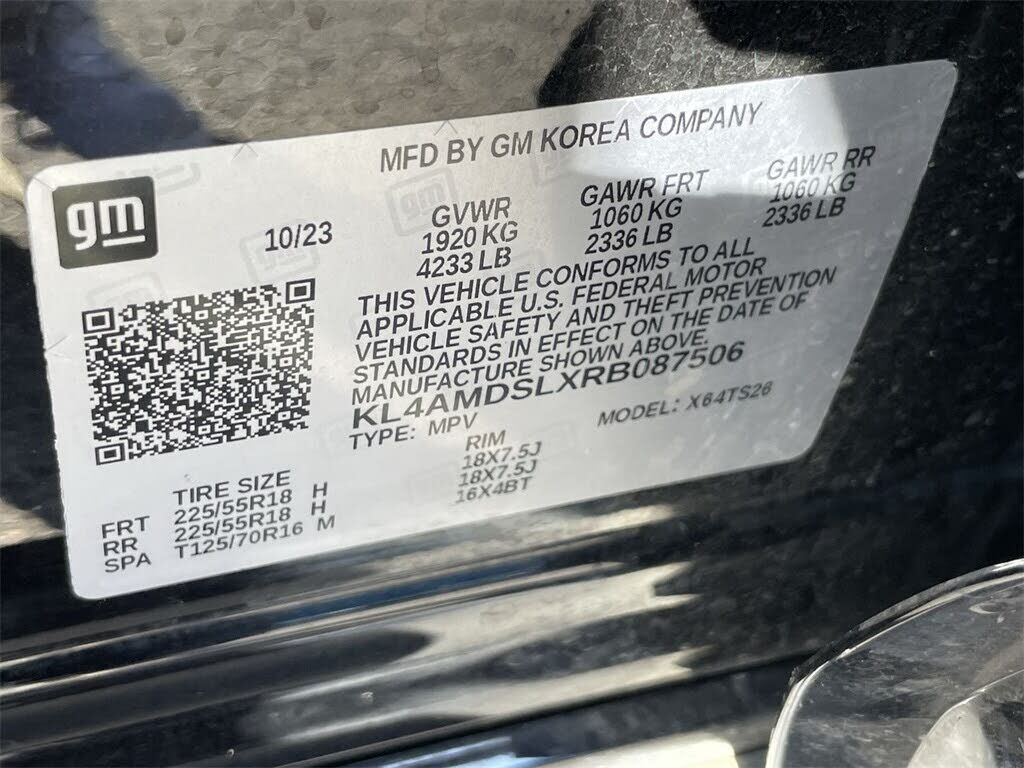 MFD BY GM KOREA COMPANY
gm
10/23
GVWR GAWR FRT GAWR RR
1920 KG 1060 KG 1060 KG
4233 LB 2336 LB 2336 LB
THIS VEHICLE CONFORMS TO ALL
APPLICABLE U.S. FEDERAL MOTOR
VEHICLE SAFETY AND THEFT PREVENTION
STANDARDS IN EFFECT ON THE DATE OF
MANUFACTURE SHOWN ABOVE.
KL4AMDSLXRB087506
TYPE: MPV MODEL: X64TS26
TIRE SIZE RIM
FRT 225/55R18 H 18X7.5J
RR 225/55R18 H 18X7.5J
SPA T125/70R16 M 16X4BT